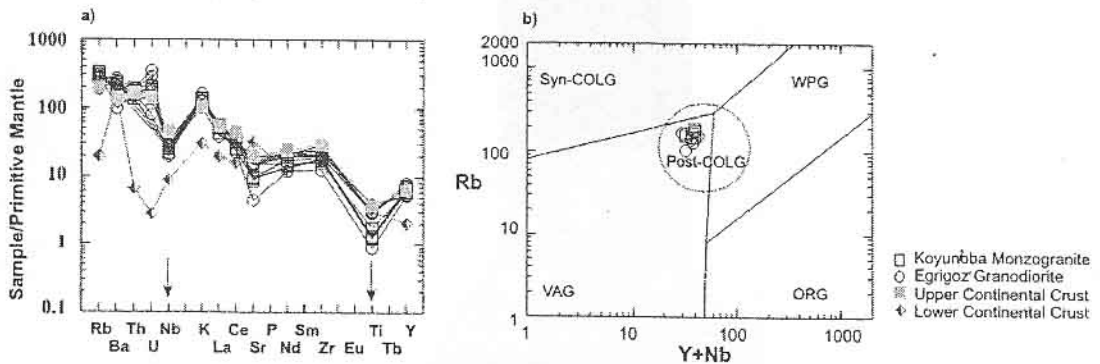 a)
Sample/Primitive Mantle
1000
100
10
1
0.1
Rb Th Nb K Ce P Sm Ti Y
Ba U La Sr Nd Zr Eu Tb
b)
Rb
2000
1000
100
10
1
Syn-COLG
WPG
Post-COLG
VAG
ORG
1 10 100 1000
Y+Nb
Koyunoba Monzogranite
Egrigoz Granodiorite
Upper Continental Crust
Lower Continental Crust